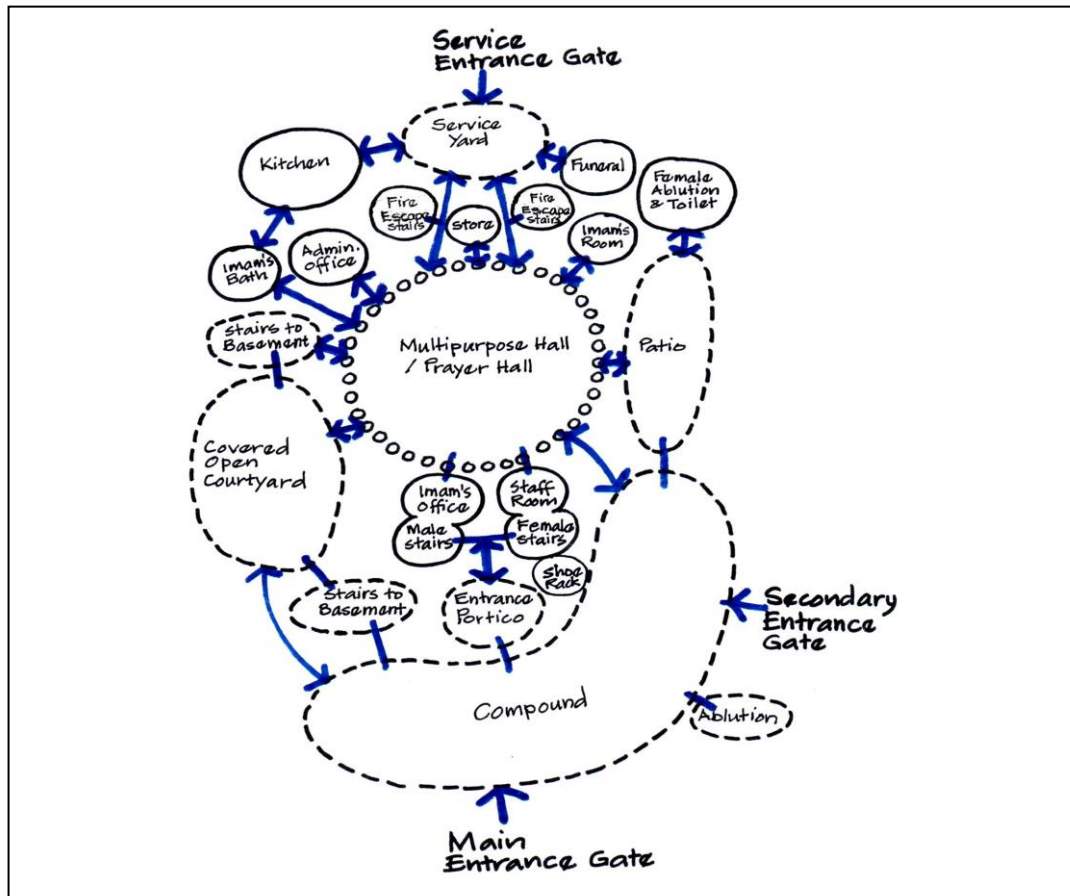 Service
Entrance Gate
Service
Yard
Kitchen
Funeral
Female
Ablution
& Toilet
Fire
Escape
Stairs
Store
Fire
Escape
Stairs
Imam's
Room
Admin.
Office
Imam's
Bath
Stairs to
Basement
Multipurpose Hall
/ Prayer Hall
Patio
Covered
Open
Courtyard
Imam's
Office
Staff
Room
Male
Stairs
Female
Stairs
Shoe
Rack
Stairs to
Basement
Entrance
Portico
Secondary
Entrance
Gate
Compound
Ablution
Main
Entrance Gate